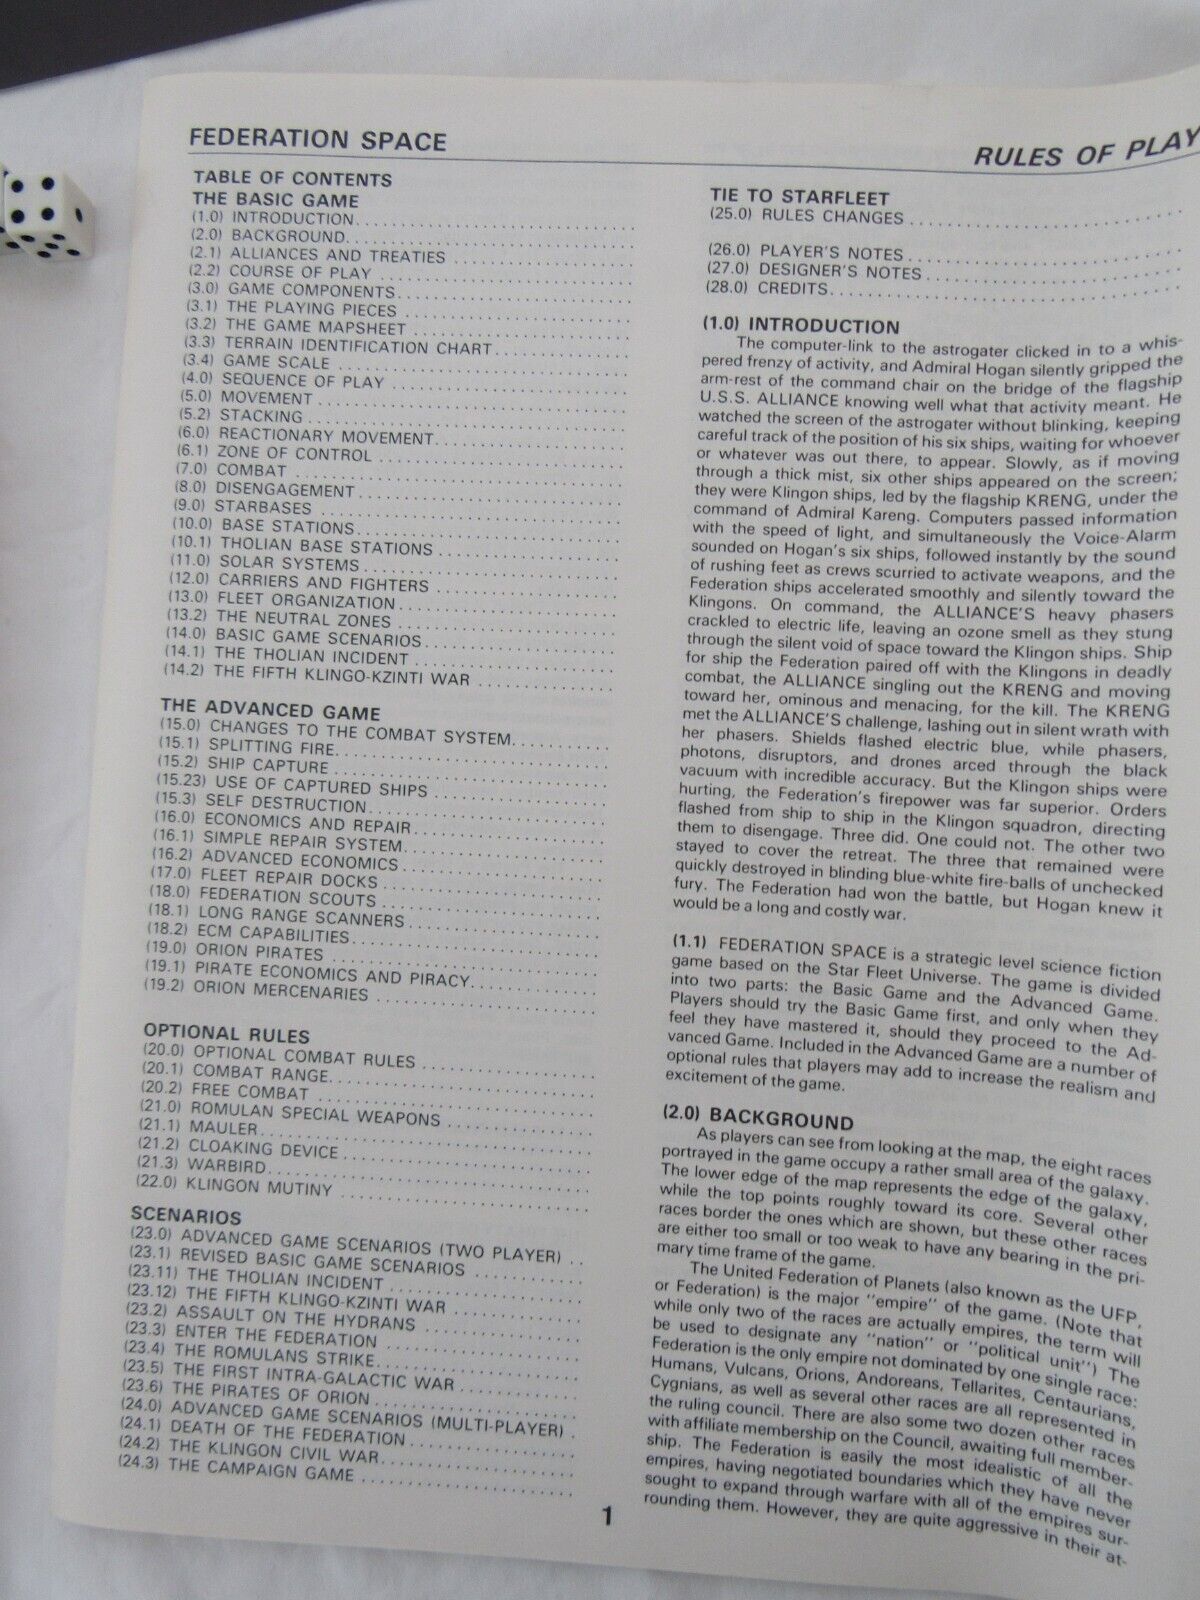 FEDERATION SPACE
RULES OF PLAY
TABLE OF CONTENTS
THE BASIC GAME
(1.0) INTRODUCTION
(2.0) BACKGROUND
(2.1) ALLIANCES AND TREATIES
(2.2) COURSE OF PLAY
(3.0) GAME COMPONENTS
(3.1) THE PLAYING PIECES
(3.2) THE GAME MAPSHEET
(3.3) TERRAIN IDENTIFICATION CHART
(3.4) GAME SCALE
(4.0) SEQUENCE OF PLAY
(5.0) MOVEMENT
(5.2) STACKING
(6.0) REACTIONARY MOVEMENT
(6.1) ZONE OF CONTROL
(7.0) COMBAT
(8.0) DISENGAGEMENT
(9.0) STARBASES
(10.0) BASE STATIONS
(10.1) THOLIAN BASE STATIONS
(11.0) SOLAR SYSTEMS
(12.0) CARRIERS AND FIGHTERS
(13.0) FLEET ORGANIZATION
(13.2) THE NEUTRAL ZONES
(14.0) BASIC GAME SCENARIOS
(14.1) THE THOLIAN INCIDENT
(14.2) THE FIFTH KLINGO-KZINTI WAR
THE ADVANCED GAME
(15.0) CHANGES TO THE COMBAT SYSTEM
(15.1) SPLITTING FIRE
(15.2) SHIP CAPTURE
(15.23) USE OF CAPTURED SHIPS
(15.3) SELF DESTRUCTION
(16.0) ECONOMICS AND REPAIR
(16.1) SIMPLE REPAIR SYSTEM
(16.2) ADVANCED ECONOMICS
(17.0) FLEET REPAIR DOCKS
(18.0) FEDERATION SCOUTS
(18.1) LONG RANGE SCANNERS
(18.2) ECM CAPABILITIES
(19.0) ORION PIRATES
(19.1) PIRATE ECONOMICS AND PIRACY
(19.2) ORION MERCENARIES
OPTIONAL RULES
(20.0) OPTIONAL COMBAT RULES
(20.1) COMBAT RANGE
(20.2) FREE COMBAT
(21.0) ROMULAN SPECIAL WEAPONS
(21.1) MAULER
(21.2) CLOAKING DEVICE
(21.3) WARBIRD
(22.0) KLINGON MUTINY
SCENARIOS
(23.0) ADVANCED GAME SCENARIOS (TWO PLAYER)
(23.1) REVISED BASIC GAME SCENARIOS
(23.11) THE THOLIAN INCIDENT
(23.12) THE FIFTH KLINGO-KZINTI WAR
(23.2) ASSAULT ON THE HYDRANS
(23.3) ENTER THE FEDERATION
(23.4) THE ROMULANS STRIKE
(23.5) THE FIRST INTRA-GALACTIC WAR
(23.6) THE PIRATES OF ORION
(24.0) ADVANCED GAME SCENARIOS (MULTI-PLAYER)
(24.1) DEATH OF THE FEDERATION
(24.2) THE KLINGON CIVIL WAR
(24.3) THE CAMPAIGN GAME
TIE TO STARFLEET
(25.0) RULES CHANGES
(26.0) PLAYER'S NOTES
(27.0) DESIGNER'S NOTES
(28.0) CREDITS
(1.0) INTRODUCTION
The computer-link to the astrogater clicked in to a whis-
pered frenzy of activity, and Admiral Hogan silently gripped the
arm-rest of the command chair on the bridge of the flagship
U.S.S. ALLIANCE knowing well what that activity meant. He
watched the screen of the astrogater without blinking, keeping
careful track of the position of his six ships, waiting for whoever
or whatever was out there, to appear. Slowly, as if moving
through a thick mist, six other ships appeared on the screen;
they were Klingon ships, led by the flagship KRENG, under the
command of Admiral Kareng. Computers passed information
with the speed of light, and simultaneously the Voice-Alarm
sounded on Hogan's six ships, followed instantly by the sound
of rushing feet as crews scurried to activate weapons, and the
Federation ships accelerated smoothly and silently toward the
Klingons. On command, the ALLIANCE'S heavy phasers
crackled to electric life, leaving an ozone smell as they stung
through the silent void of space toward the Klingon ships. Ship
for ship the Federation paired off with the Klingons in deadly
combat, the ALLIANCE singling out the KRENG and moving
toward her, ominous and menacing, for the kill. The KRENG
met the ALLIANCE'S challenge, lashing out in silent wrath with
her phasers. Shields flashed electric blue, while phasers,
photons, disruptors, and drones arced through the black
vacuum with incredible accuracy. But the Klingon ships were
hurting, the Federation's firepower was far superior. Orders
flashed from ship to ship in the Klingon squadron, directing
them to disengage. Three did. One could not. The other two
stayed to cover the retreat. The three that remained were
quickly destroyed in blinding blue-white fire-balls of unchecked
fury. The Federation had won the battle, but Hogan knew it
would be a long and costly war.
(1.1) FEDERATION SPACE is a strategic level science fiction
game based on the Star Fleet Universe. The game is divided
into two parts: the Basic Game and the Advanced Game.
Players should try the Basic Game first, and only when they
feel they have mastered it, should they proceed to the Ad-
vanced Game. Included in the Advanced Game are a number of
optional rules that players may add to increase the realism and
excitement of the game.
(2.0) BACKGROUND
As players can see from looking at the map, the eight races
portrayed in the game occupy a rather small area of the galaxy.
The lower edge of the map represents the edge of the galaxy,
while the top points roughly toward its core. Several other
races border the ones which are shown, but these other races
are either too small or too weak to have any bearing in the pri-
mary time frame of the game.
The United Federation of Planets (also known as the UFP,
or Federation) is the major "empire" of the game. (Note that
while only two of the races are actually empires, the term will
be used to designate any "nation" or "political unit") The
Federation is the only empire not dominated by one single race:
Humans, Vulcans, Orions, Andoreans, Tellarites, Centaurians,
Cygnians, as well as several other races are all represented in
the ruling council. There are also some two dozen other races
with affiliate membership on the Council, awaiting full member-
ship. The Federation is easily the most idealistic of all the
empires, having negotiated boundaries which they have never
sought to expand through warfare with all of the empires sur-
rounding them. However, they are quite aggressive in their at-
1